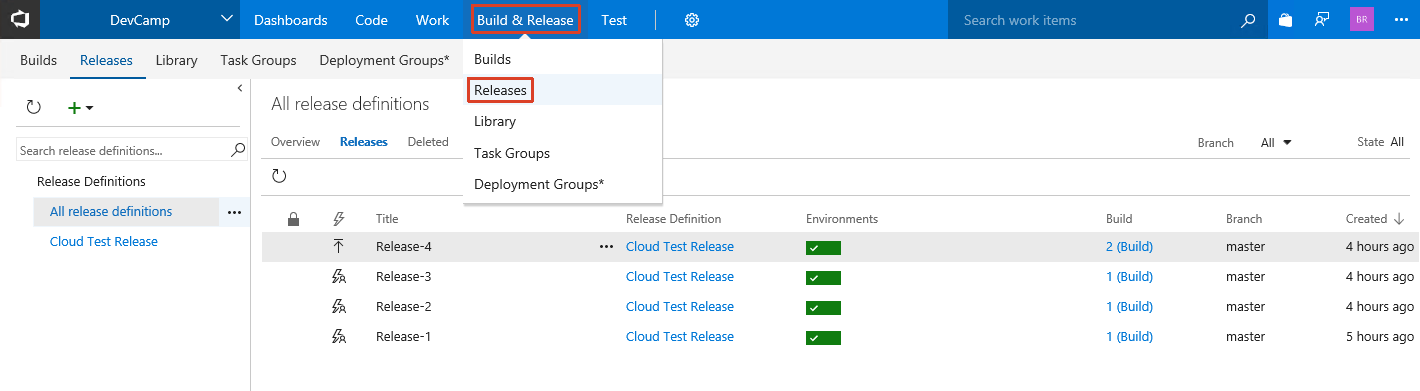 DevCamp Dashboards Code Work Build & Release Test Search work items BR
Builds Releases Library Task Groups Deployment Groups*
Builds
Releases
Library
Task Groups
Deployment Groups*
Search release definitions...
Release Definitions
All release definitions
Cloud Test Release
All release definitions
Overview Releases Deleted Branch All State All
Title Release Definition Environments Build Branch Created
Release-4 Cloud Test Release 2 (Build) master 4 hours ago
Release-3 Cloud Test Release 1 (Build) master 4 hours ago
Release-2 Cloud Test Release 1 (Build) master 4 hours ago
Release-1 Cloud Test Release 1 (Build) master 5 hours ago